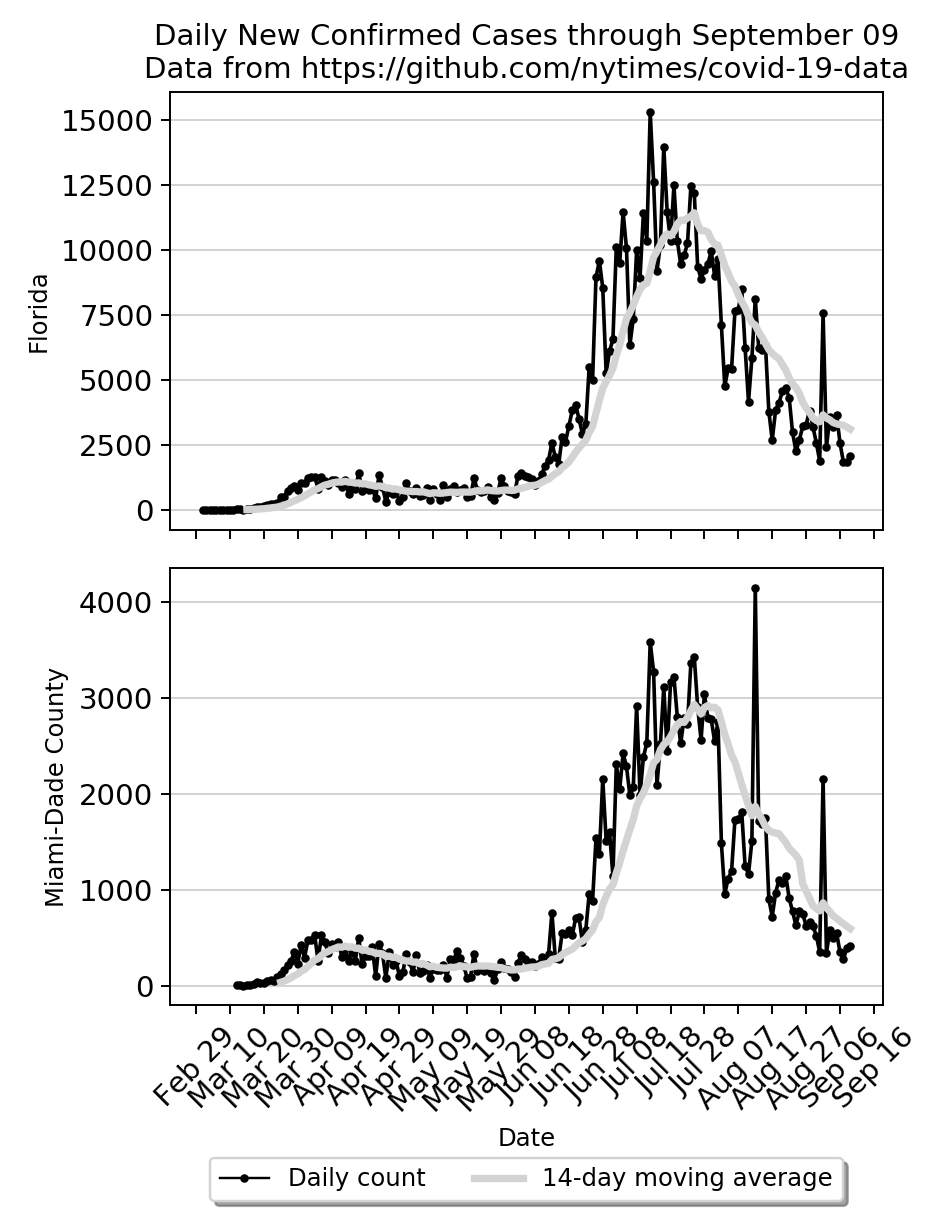 Daily New Confirmed Cases through September 09
Data from https://github.com/nytimes/covid-19-data
15000
12500
10000
7500
5000
2500
0
Florida
4000
3000
2000
1000
0
Miami-Dade County
Feb 29
Mar 10
Mar 20
Mar 30
Apr 09
Apr 19
Apr 29
May 09
May 19
May 29
Jun 08
Jun 18
Jun 28
Jul 08
Jul 18
Jul 28
Aug 07
Aug 17
Aug 27
Sep 06
Sep 16
Date
Daily count
14-day moving average